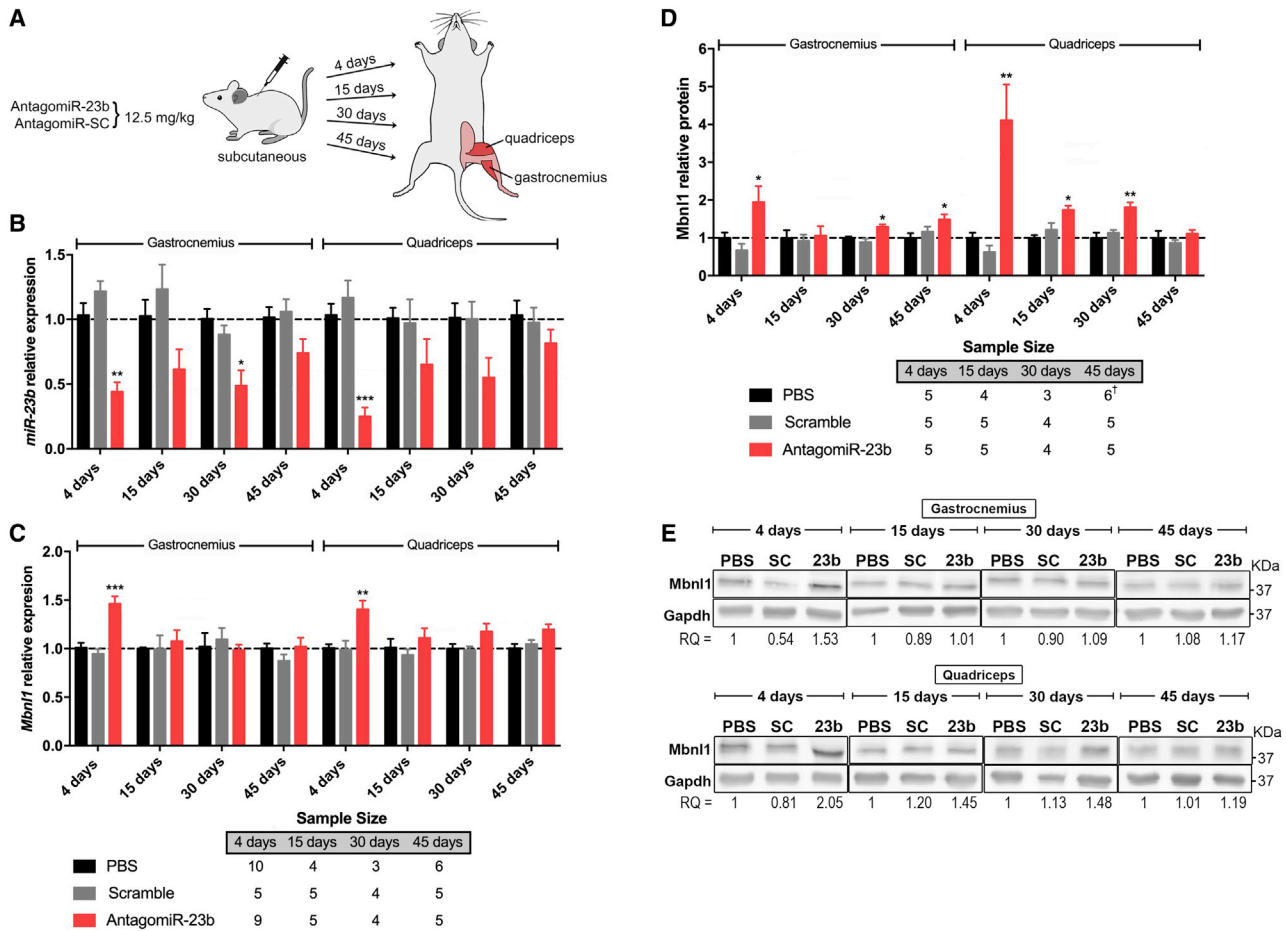 A
AntagomiR-23b
AntagomiR-SC
} 12.5 mg/kg
subcutaneous
4 days
15 days
30 days
45 days
quadriceps
gastrocnemius
B
Gastrocnemius
Quadriceps
miR-23b relative expression
1.5
1.0
0.5
0.0
** * ***
4 days 15 days 30 days 45 days 4 days 15 days 30 days 45 days
C
Gastrocnemius
Quadriceps
Mbnl1 relative expresion
2.0
1.5
1.0
0.5
0.0
*** **
4 days 15 days 30 days 45 days 4 days 15 days 30 days 45 days
Sample Size
4 days 15 days 30 days 45 days
PBS 10 4 3 6
Scramble 5 5 4 5
AntagomiR-23b 9 5 4 5
D
Gastrocnemius
Quadriceps
Mbnl1 relative protein
6
5
4
3
2
1
0
* * * ** * **
4 days 15 days 30 days 45 days 4 days 15 days 30 days 45 days
Sample Size
4 days 15 days 30 days 45 days
PBS 5 4 3 6†
Scramble 5 5 4 5
AntagomiR-23b 5 5 4 5
E
Gastrocnemius
4 days 15 days 30 days 45 days
PBS SC 23b PBS SC 23b PBS SC 23b PBS SC 23b KDa
Mbnl1 -37
Gapdh -37
RQ = 1 0.54 1.53 1 0.89 1.01 1 0.90 1.09 1 1.08 1.17
Quadriceps
4 days 15 days 30 days 45 days
PBS SC 23b PBS SC 23b PBS SC 23b PBS SC 23b KDa
Mbnl1 -37
Gapdh -37
RQ = 1 0.81 2.05 1 1.20 1.45 1 1.13 1.48 1 1.01 1.19